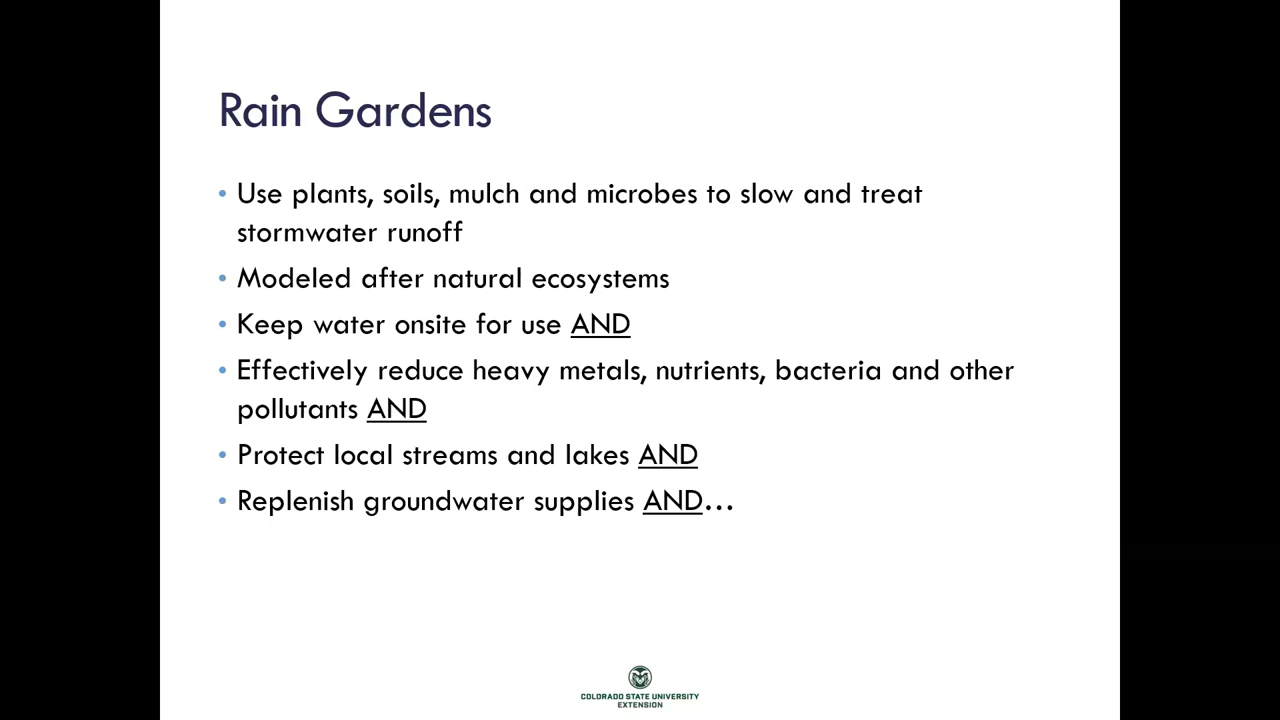 Rain Gardens
• Use plants, soils, mulch and microbes to slow and treat
stormwater runoff
• Modeled after natural ecosystems
• Keep water onsite for use AND
• Effectively reduce heavy metals, nutrients, bacteria and other
pollutants AND
• Protect local streams and lakes AND
• Replenish groundwater supplies AND...
COLORADO STATE UNIVERSITY
EXTENSION